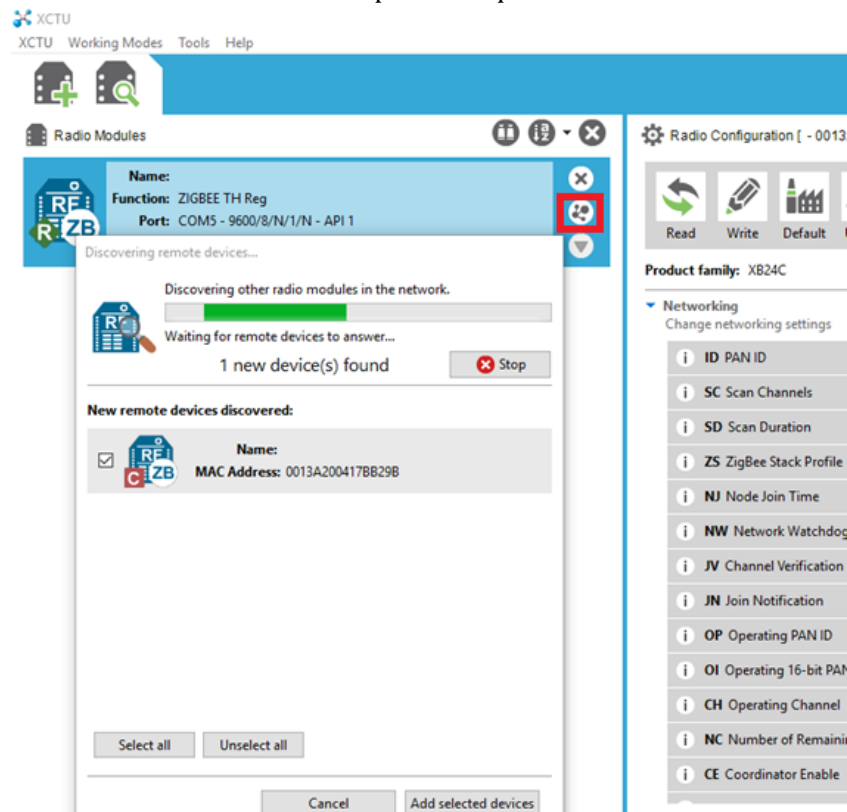 XCTU
XCTU Working Modes Tools Help
Radio Modules
Name:
Function: ZIGBEE TH Reg
Port: COM5 - 9600/8/N/1/N - API 1
RF
R ZB
Discovering remote devices...
Discovering other radio modules in the network.
Waiting for remote devices to answer...
1 new device(s) found
Stop
New remote devices discovered:
Name:
MAC Address: 0013A200417BB29B
RF
C ZB
Select all Unselect all
Cancel Add selected devices
Radio Configuration [ - 0013
Read Write Default
Product family: XB24C
Networking
Change networking settings
i ID PAN ID
i SC Scan Channels
i SD Scan Duration
i ZS ZigBee Stack Profile
i NJ Node Join Time
i NW Network Watchdog
i JV Channel Verification
i JN Join Notification
i OP Operating PAN ID
i OI Operating 16-bit PAN
i CH Operating Channel
i NC Number of Remaini
i CE Coordinator Enable